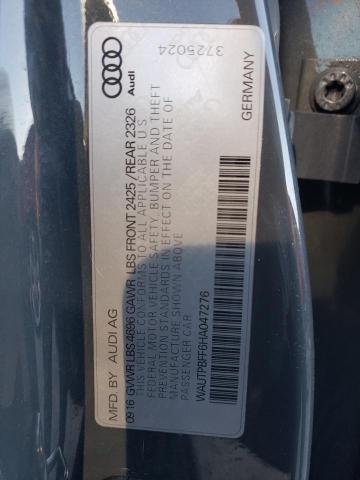 Audi
3725024
MFD. BY AUDI AG
0916 GVWR LBS 4696 GAWR LBS FRONT 2425 / REAR 2326
THIS VEHICLE CONFORMS TO ALL APPLICABLE U.S.
FEDERAL MOTOR VEHICLE SAFETY, BUMPER AND THEFT
PREVENTION STANDARDS IN EFFECT ON THE DATE OF
MANUFACTURE SHOWN ABOVE
PASSENGER CAR
WAUTPBFF6HA047276
GERMANY